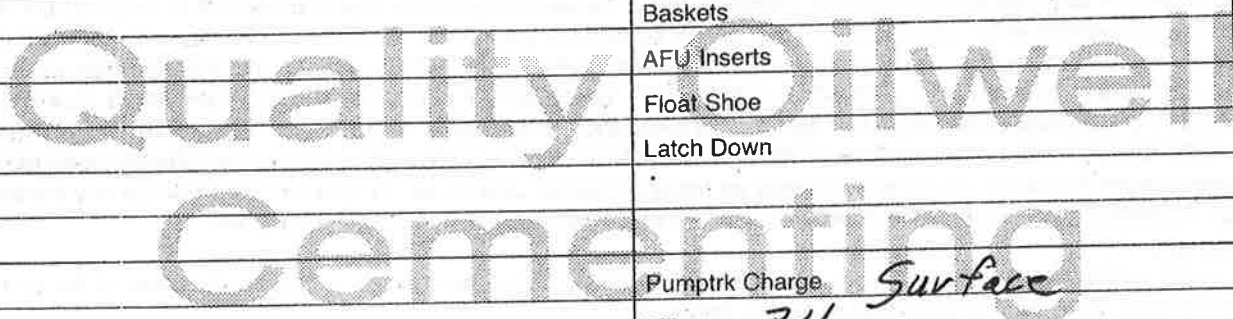 Baskets
Quality Oilwell
AFU Inserts
Float Shoe
Latch Down
Cementing
Pumptrk Charge Surface